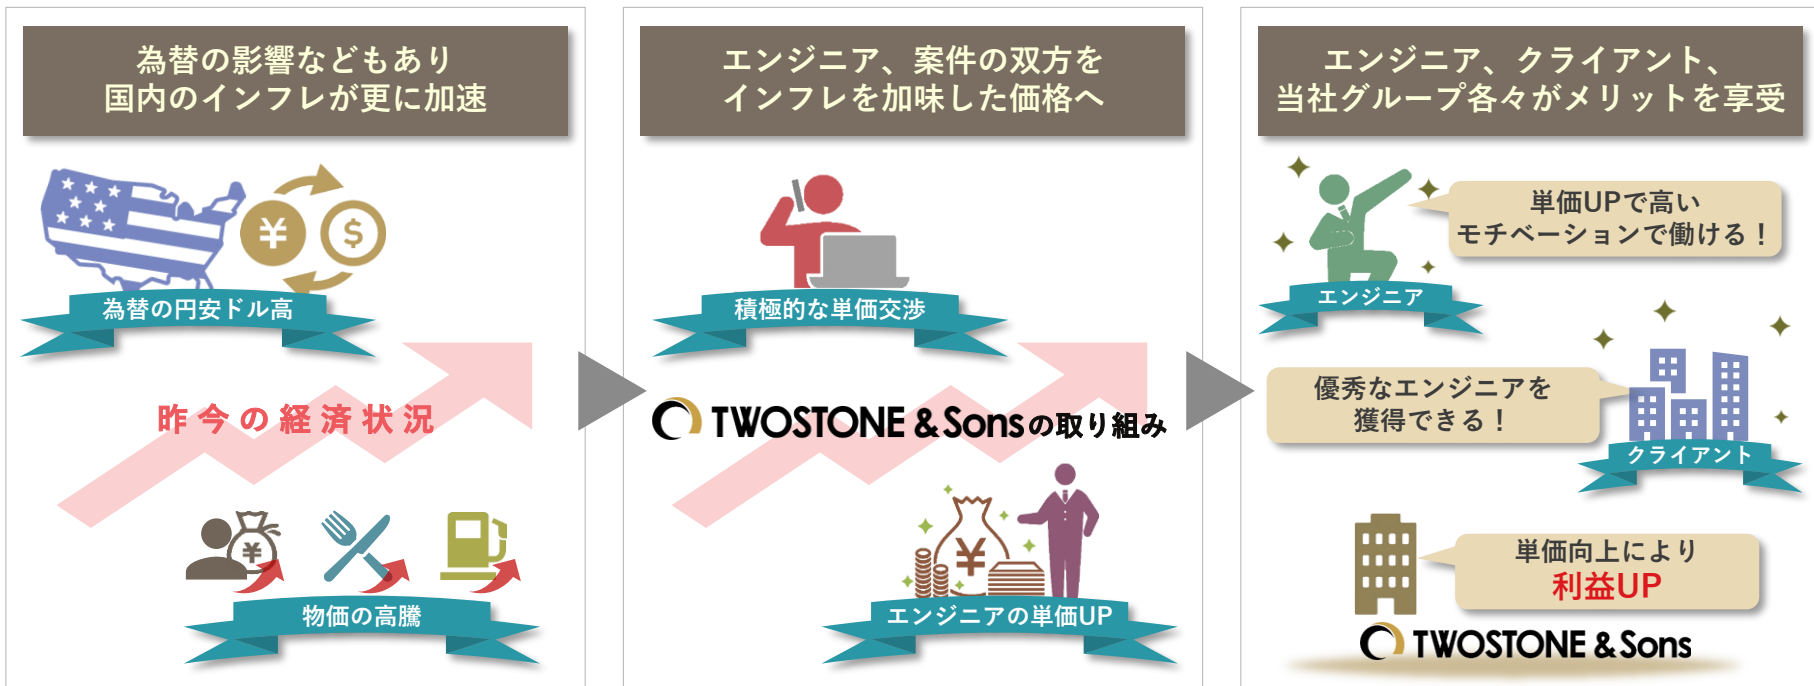 為替の影響などもあり
国内のインフレが更に加速
¥
$
為替の円安ドル高
昨今の経済状況
¥
物価の高騰
エンジニア、案件の双方を
インフレを加味した価格へ
積極的な単価交渉
TWOSTONE & Sonsの取り組み
¥
エンジニアの単価UP
エンジニア、クライアント、
当社グループ各々がメリットを享受
単価UPで高い
モチベーションで働ける！
エンジニア
優秀なエンジニアを
獲得できる！
クライアント
単価向上により
利益UP
TWOSTONE & Sons